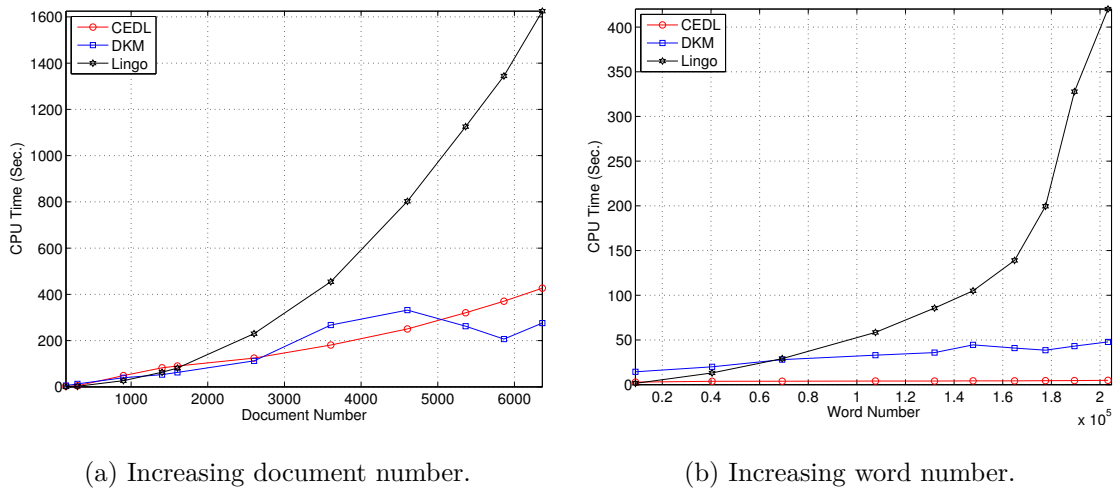 1600
1400
1200
1000
800
600
400
200
0
CPU Time (Sec.)
CEDL
DKM
Lingo
1000 2000 3000 4000 5000 6000
Document Number
(a) Increasing document number.
400
350
300
250
200
150
100
50
0
CPU Time (Sec.)
CEDL
DKM
Lingo
0.2 0.4 0.6 0.8 1 1.2 1.4 1.6 1.8 2
x 10^5
Word Number
(b) Increasing word number.